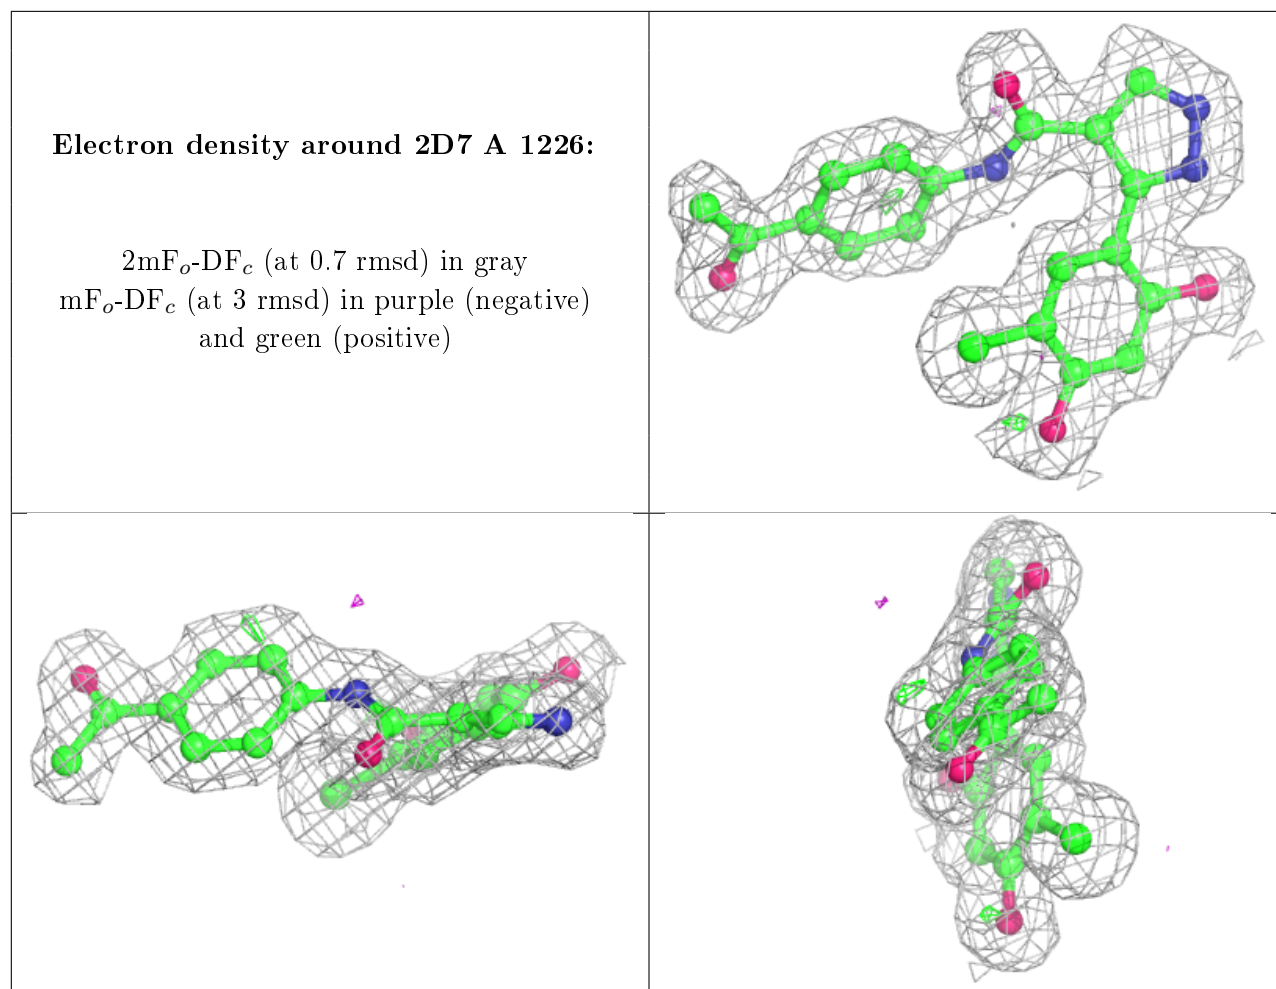 Electron density around 2D7 A 1226:
2mFo-DFc (at 0.7 rmsd) in gray
mFo-DFc (at 3 rmsd) in purple (negative)
and green (positive)